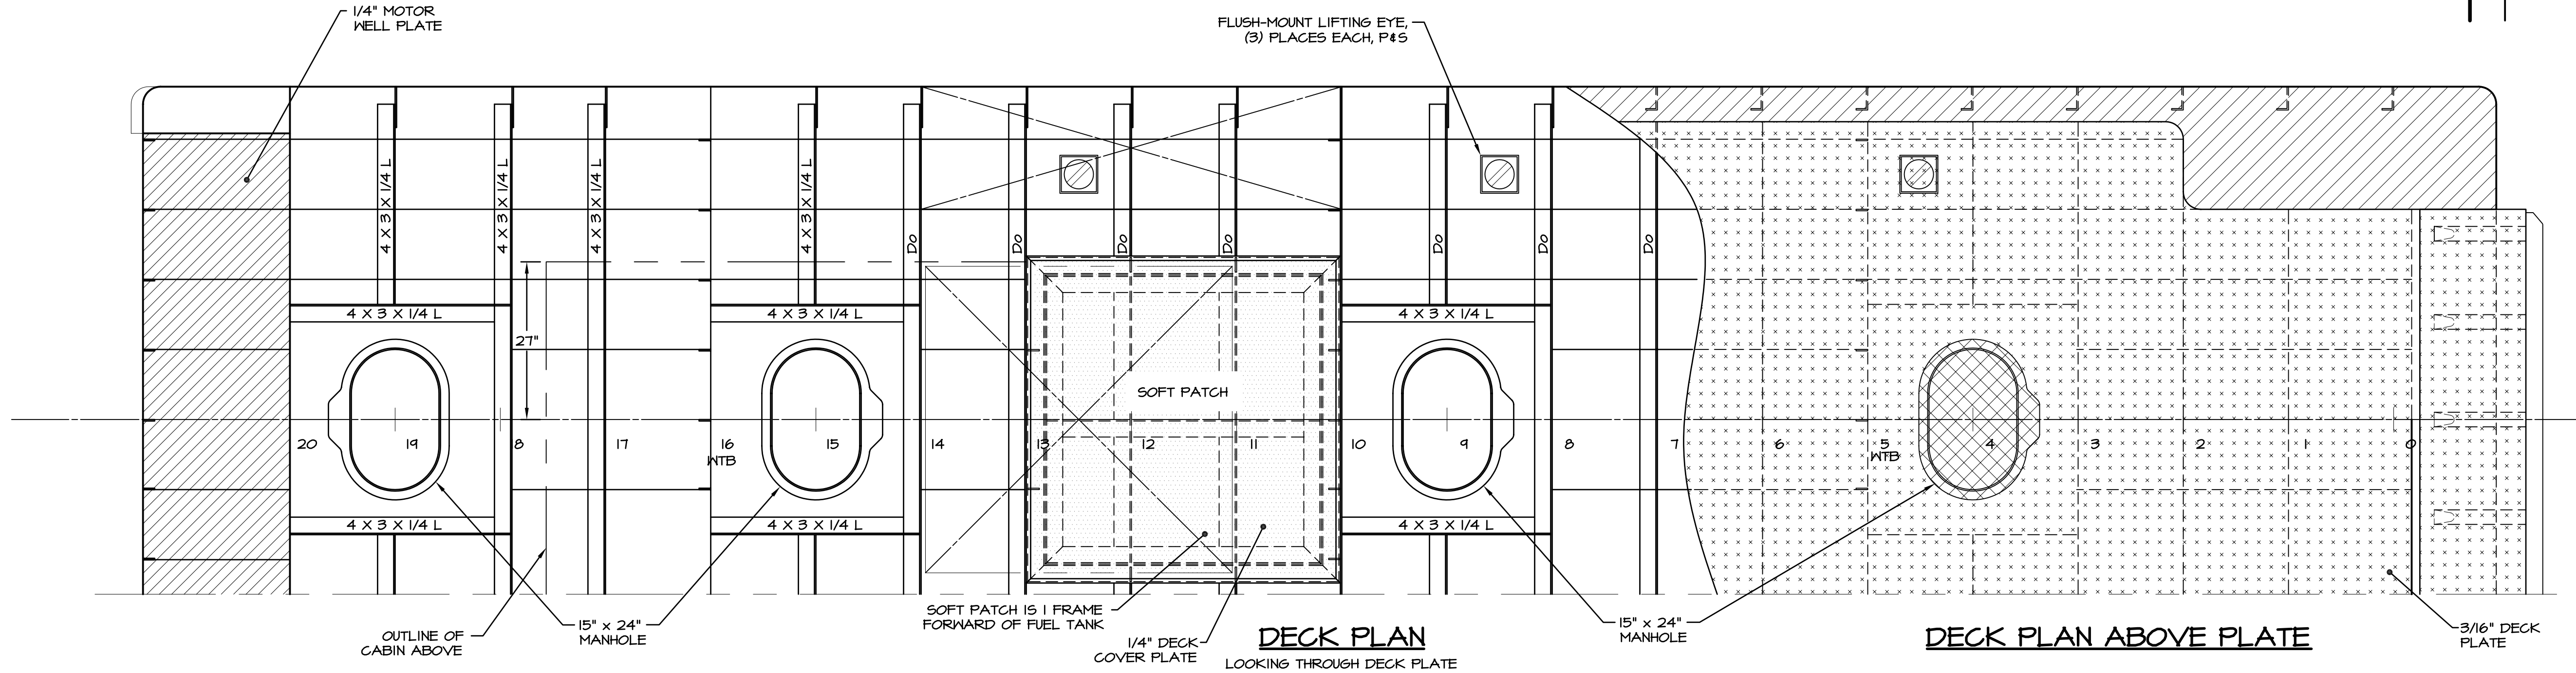 1/4" MOTOR
WELL PLATE
FLUSH-MOUNT LIFTING EYE,
(3) PLACES EACH, P&S
4 X 3 X 1/4 L
4 X 3 X 1/4 L
4 X 3 X 1/4 L
4 X 3 X 1/4 L
Do
Do
Do
Do
Do
Do
Do
4 X 3 X 1/4 L
4 X 3 X 1/4 L
4 X 3 X 1/4 L
27"
SOFT PATCH
20 19 8 17 16 15 14 13 12 11 10 9 8 7 6 5 4 3 2 1 0
WTB
WTB
4 X 3 X 1/4 L
4 X 3 X 1/4 L
4 X 3 X 1/4 L
OUTLINE OF
CABIN ABOVE
15" x 24"
MANHOLE
SOFT PATCH IS 1 FRAME
FORWARD OF FUEL TANK
1/4" DECK
COVER PLATE
DECK PLAN
LOOKING THROUGH DECK PLATE
15" x 24"
MANHOLE
DECK PLAN ABOVE PLATE
3/16" DECK
PLATE